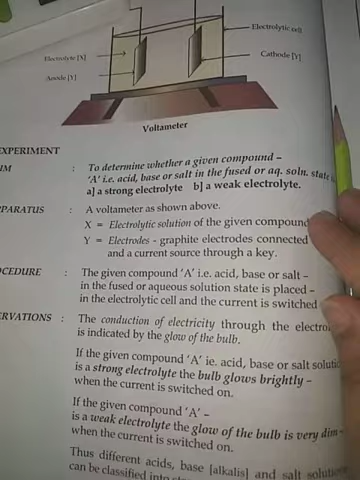 Electrolytic cell
Electrolyte [X]
Cathode [Y]
Anode [Y]
Voltameter
EXPERIMENT
IM : To determine whether a given compound –
'A' i.e. acid, base or salt in the fused or aq. soln. state
a] a strong electrolyte b] a weak electrolyte.
PPARATUS : A voltameter as shown above.
X = Electrolytic solution of the given compound
Y = Electrodes - graphite electrodes connected
and a current source through a key.
OCEDURE : The given compound 'A' i.e. acid, base or salt –
in the fused or aqueous solution state is placed –
in the electrolytic cell and the current is switched
ERVATIONS : The conduction of electricity through the electro
is indicated by the glow of the bulb.
If the given compound 'A' ie. acid, base or salt solutio
is a strong electrolyte the bulb glows brightly –
when the current is switched on.
If the given compound 'A' –
is a weak electrolyte the glow of the bulb is very dim –
when the current is switched on.
Thus different acids, base [alkalis] and salt solutions
can be classified into